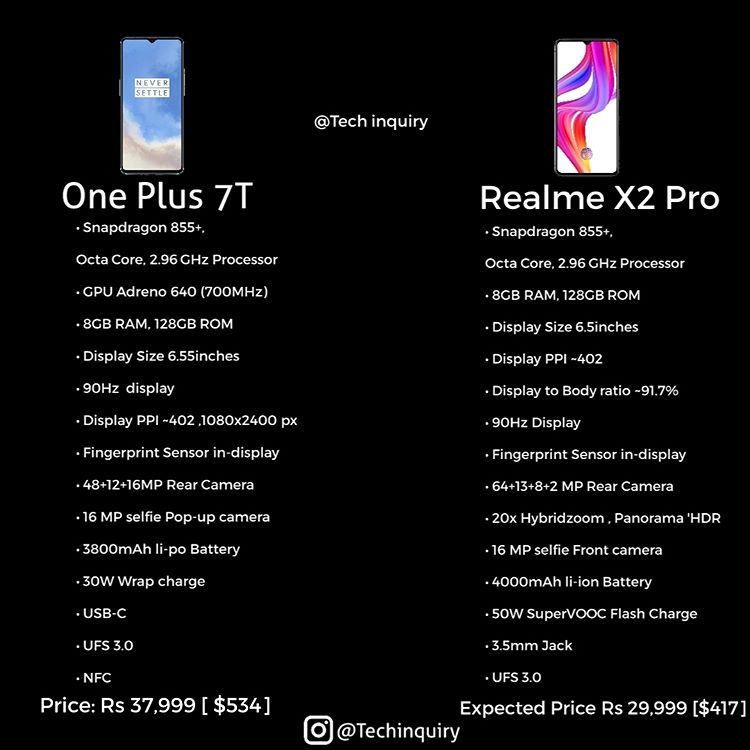 NEVER
SETTLE
@Tech inquiry
One Plus 7T
• Snapdragon 855+,
Octa Core, 2.96 GHz Processor
• GPU Adreno 640 (700MHz)
• 8GB RAM, 128GB ROM
• Display Size 6.55inches
• 90Hz display
• Display PPI ~402 ,1080x2400 px
• Fingerprint Sensor in-display
• 48+12+16MP Rear Camera
• 16 MP selfie Pop-up camera
• 3800mAh li-po Battery
• 30W Wrap charge
• USB-C
• UFS 3.0
• NFC
Price: Rs 37,999 [ $534]
Realme X2 Pro
• Snapdragon 855+,
Octa Core, 2.96 GHz Processor
• 8GB RAM, 128GB ROM
• Display Size 6.5inches
• Display PPI ~402
• Display to Body ratio ~91.7%
• 90Hz Display
• Fingerprint Sensor in-display
• 64+13+8+2 MP Rear Camera
• 20x Hybridzoom , Panorama 'HDR
• 16 MP selfie Front camera
• 4000mAh li-ion Battery
• 50W SuperVOOC Flash Charge
• 3.5mm Jack
• UFS 3.0
Expected Price Rs 29,999 [$417]
@Techinquiry